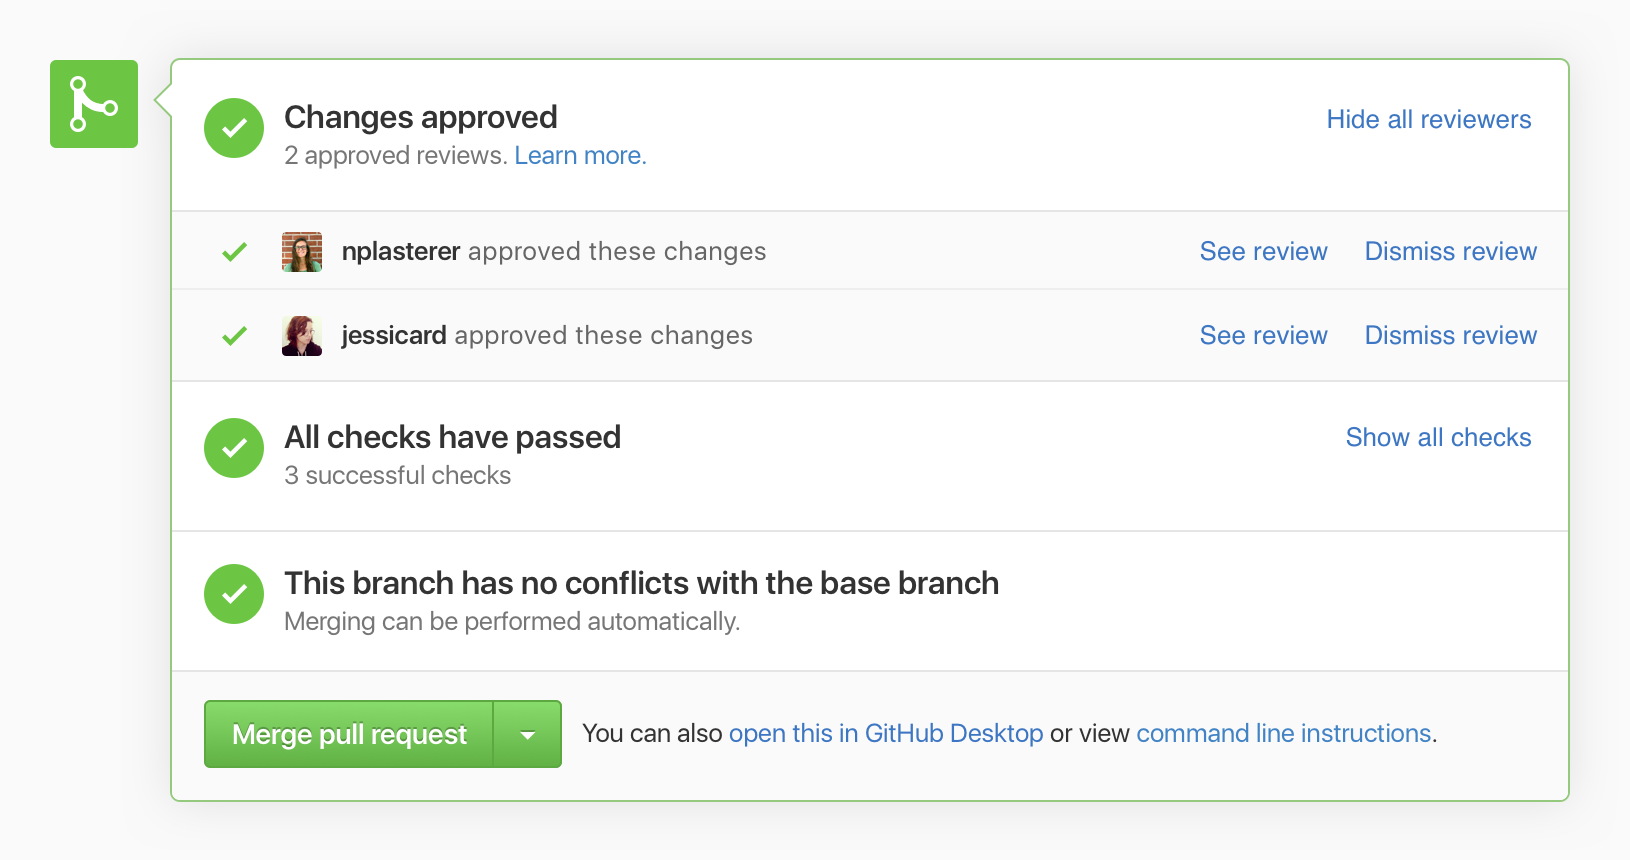 Changes approved
Hide all reviewers
2 approved reviews. Learn more.
nplasterer approved these changes See review Dismiss review
jessicard approved these changes See review Dismiss review
All checks have passed
Show all checks
3 successful checks
This branch has no conflicts with the base branch
Merging can be performed automatically.
Merge pull request You can also open this in GitHub Desktop or view command line instructions.